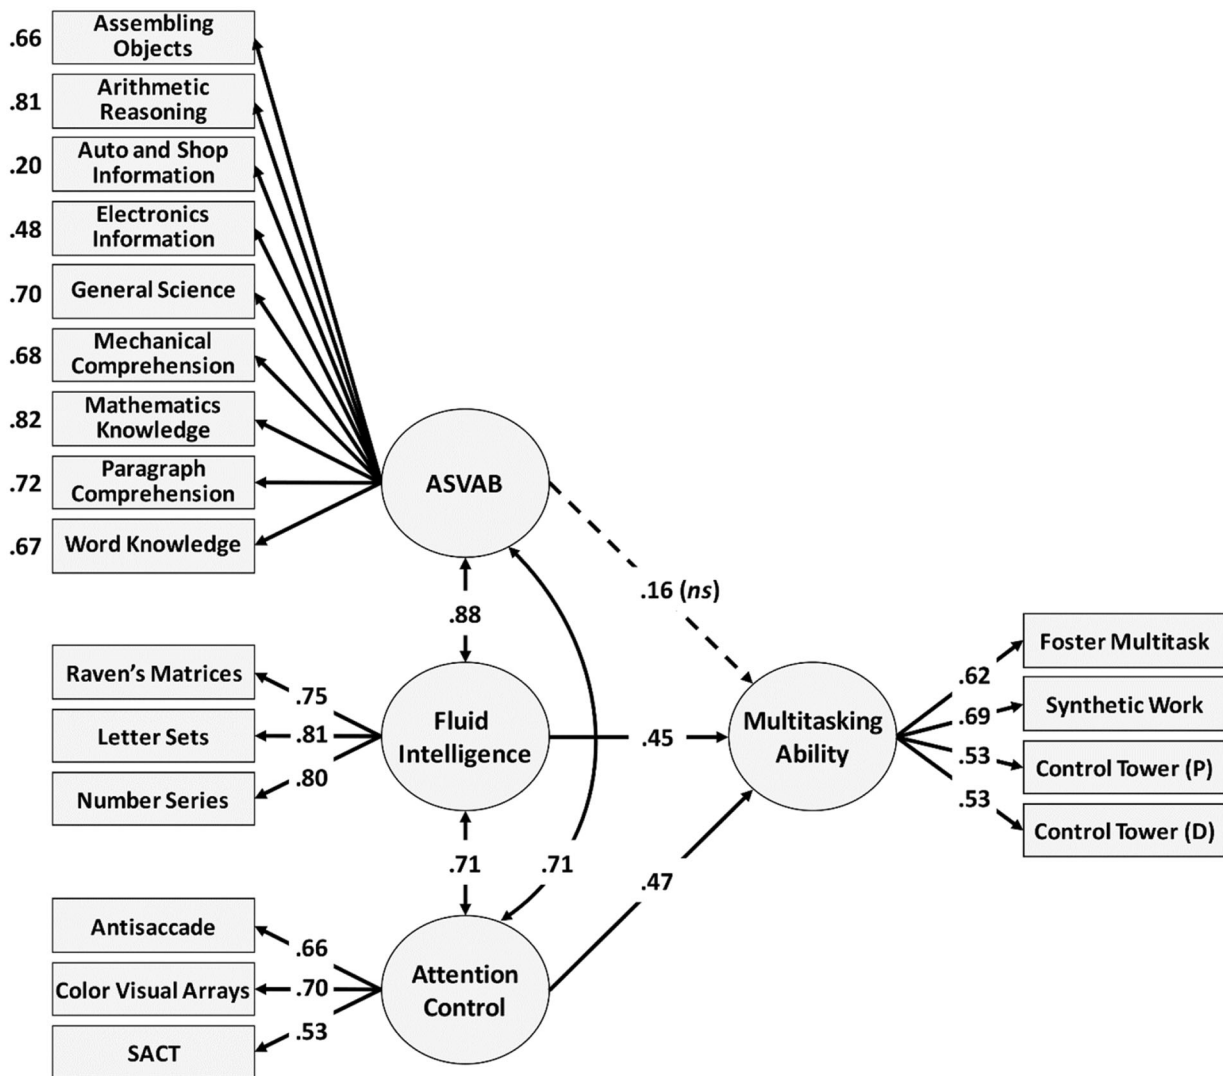 .66
Assembling
Objects
.81
Arithmetic
Reasoning
.20
Auto and Shop
Information
.48
Electronics
Information
.70
General Science
.68
Mechanical
Comprehension
.82
Mathematics
Knowledge
.72
Paragraph
Comprehension
.67
Word Knowledge
ASVAB
.16 (ns)
.88
Raven's Matrices
.75
Letter Sets
.81
Number Series
.80
Fluid
Intelligence
.45
Multitasking
Ability
.62
Foster Multitask
.69
Synthetic Work
.53
Control Tower (P)
.53
Control Tower (D)
.71
.71
.47
Antisaccade
.66
Color Visual Arrays
.70
SACT
.53
Attention
Control